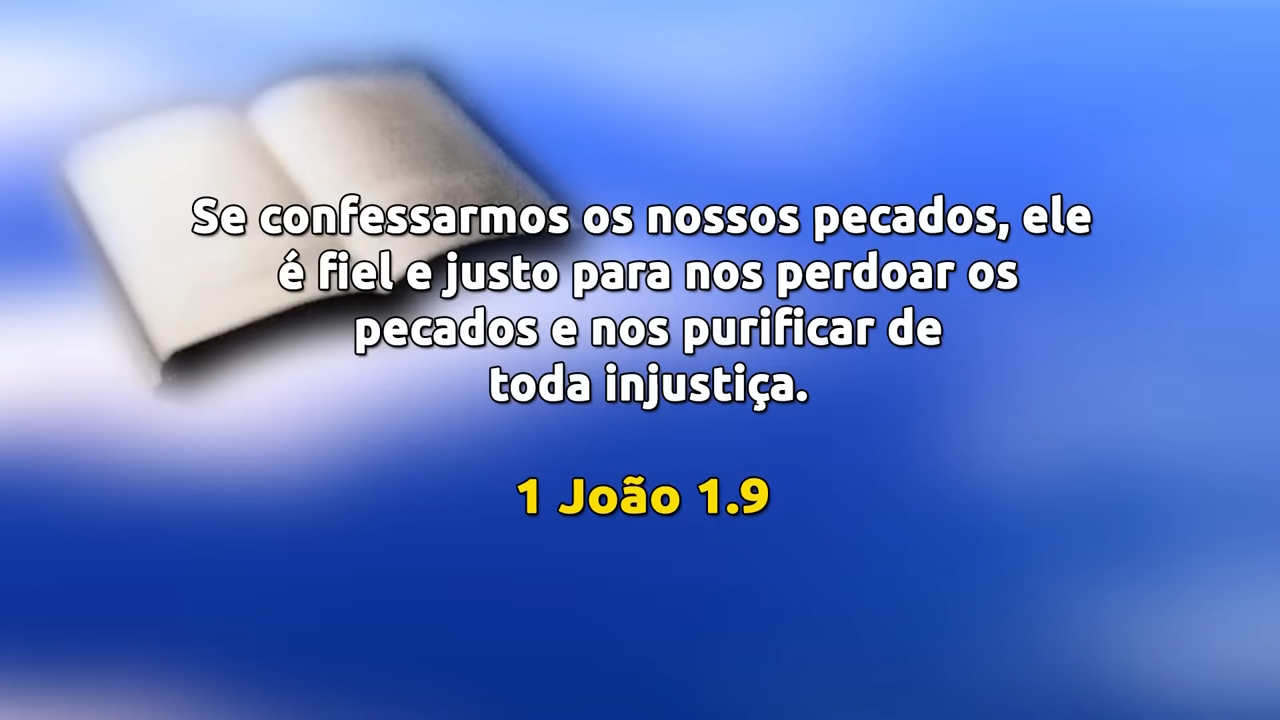 Se confessarmos os nossos pecados, ele
é fiel e justo para nos perdoar os
pecados e nos purificar de
toda injustiça.
1 João 1.9